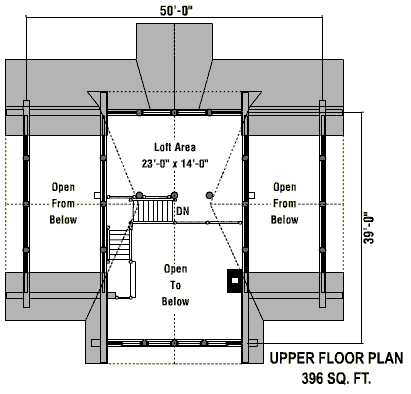 50'-0"
Loft Area
23'-0" x 14'-0"
Open
From
Below
Open
From
Below
DN
39'-0"
Open
To
Below
UPPER FLOOR PLAN
396 SQ. FT.